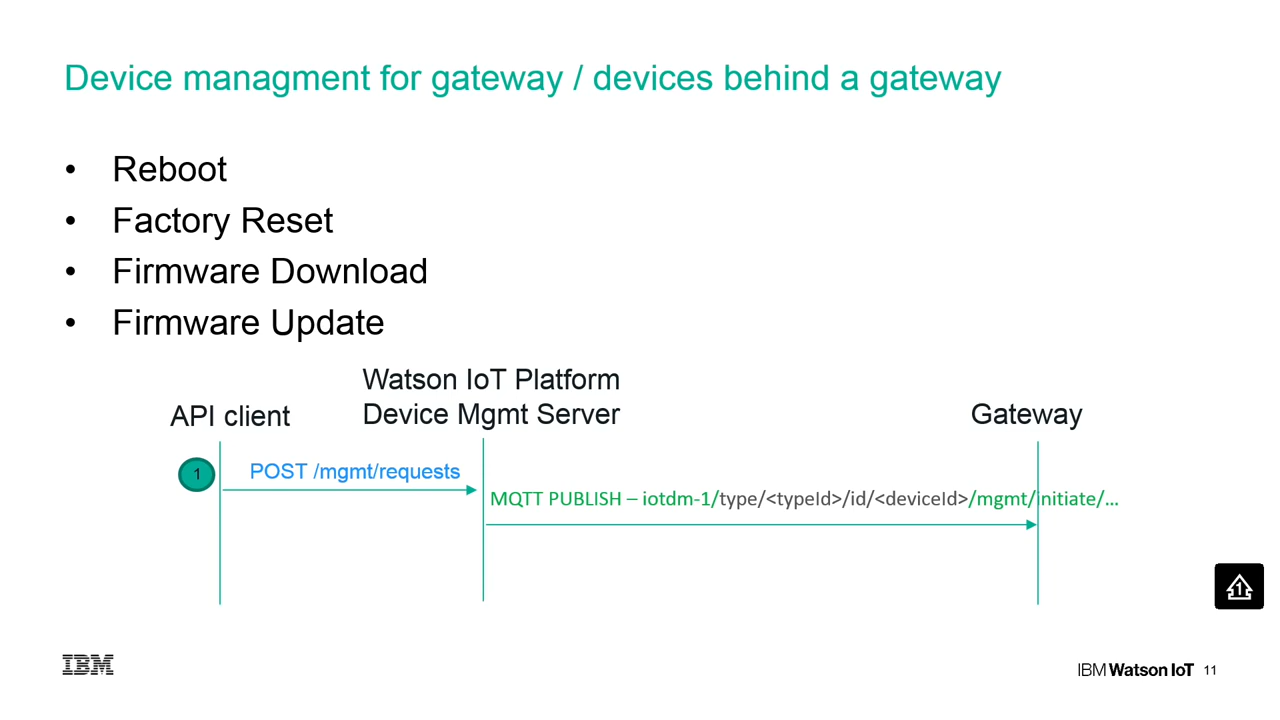 Device managment for gateway / devices behind a gateway
• Reboot
• Factory Reset
• Firmware Download
• Firmware Update
Watson IoT Platform
Device Mgmt Server
API client
Gateway
1
POST /mgmt/requests
MQTT PUBLISH – iotdm-1/type/<typeId>/id/<deviceId>/mgmt/initiate/...
1
IBM
IBM Watson IoT 11